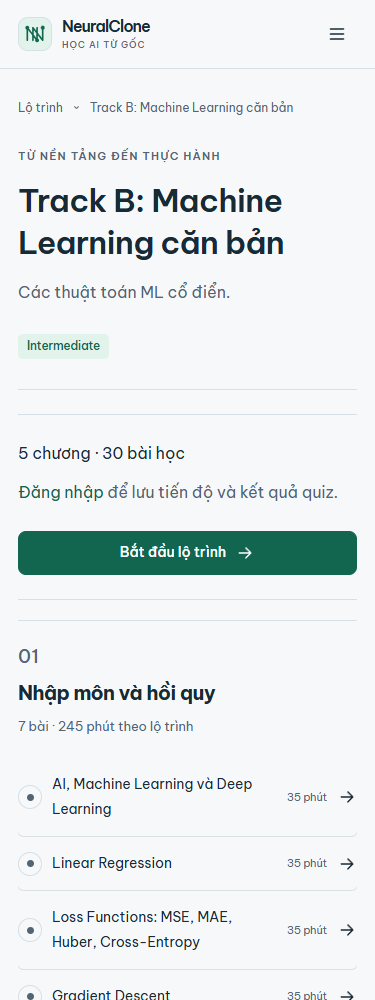 NeuralClone
HỌC AI TỪ GỐC
Lộ trình
Track B: Machine Learning căn bản
TỪ NỀN TẢNG ĐẾN THỰC HÀNH
Track B: Machine
Learning căn bản
Các thuật toán ML cổ điển.
Intermediate
5 chương · 30 bài học
Đăng nhập để lưu tiến độ và kết quả quiz.
Bắt đầu lộ trình →
01
Nhập môn và hồi quy
7 bài · 245 phút theo lộ trình
AI, Machine Learning và Deep
Learning
35 phút →
Linear Regression
35 phút →
Loss Functions: MSE, MAE,
Huber, Cross-Entropy
35 phút →
Gradient Descent
35 phút →